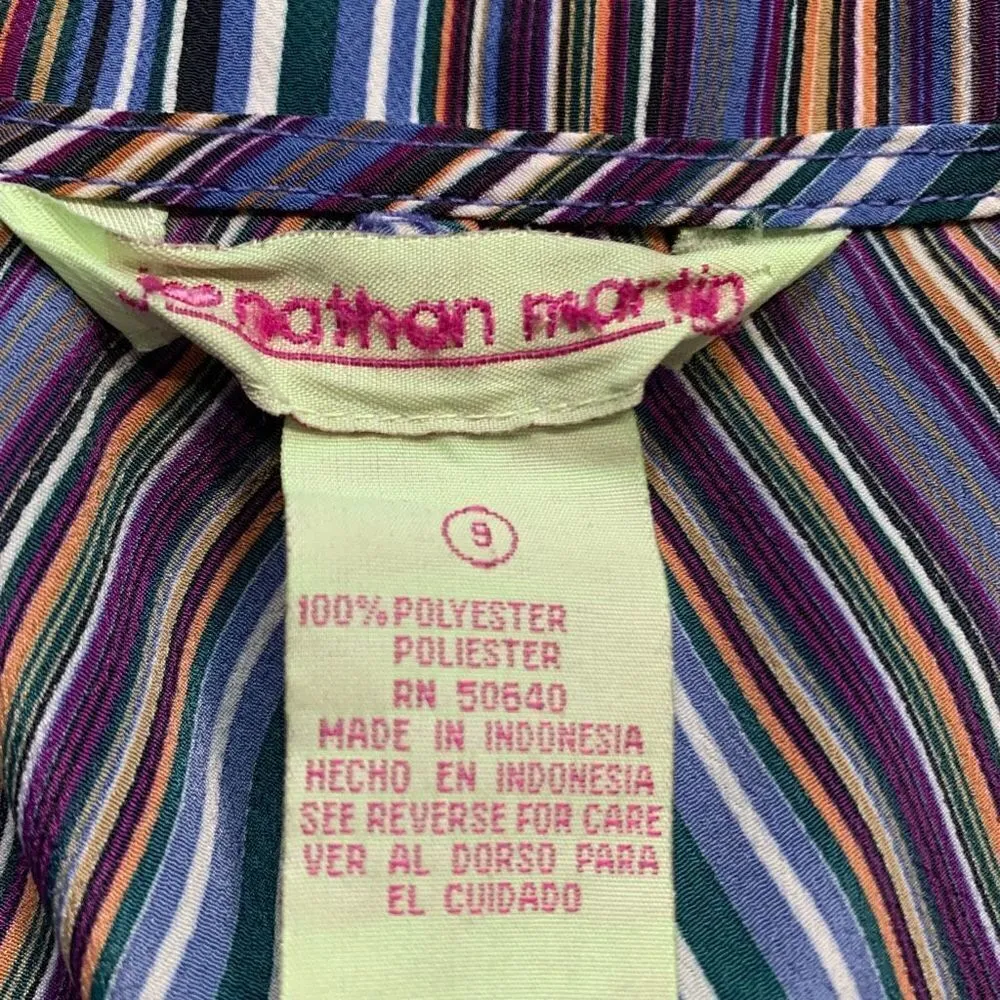 jonathan martin
9
100% POLYESTER
POLIESTER
RN 50640
MADE IN INDONESIA
HECHO EN INDONESIA
SEE REVERSE FOR CARE
VER AL DORSO PARA
EL CUIDADO